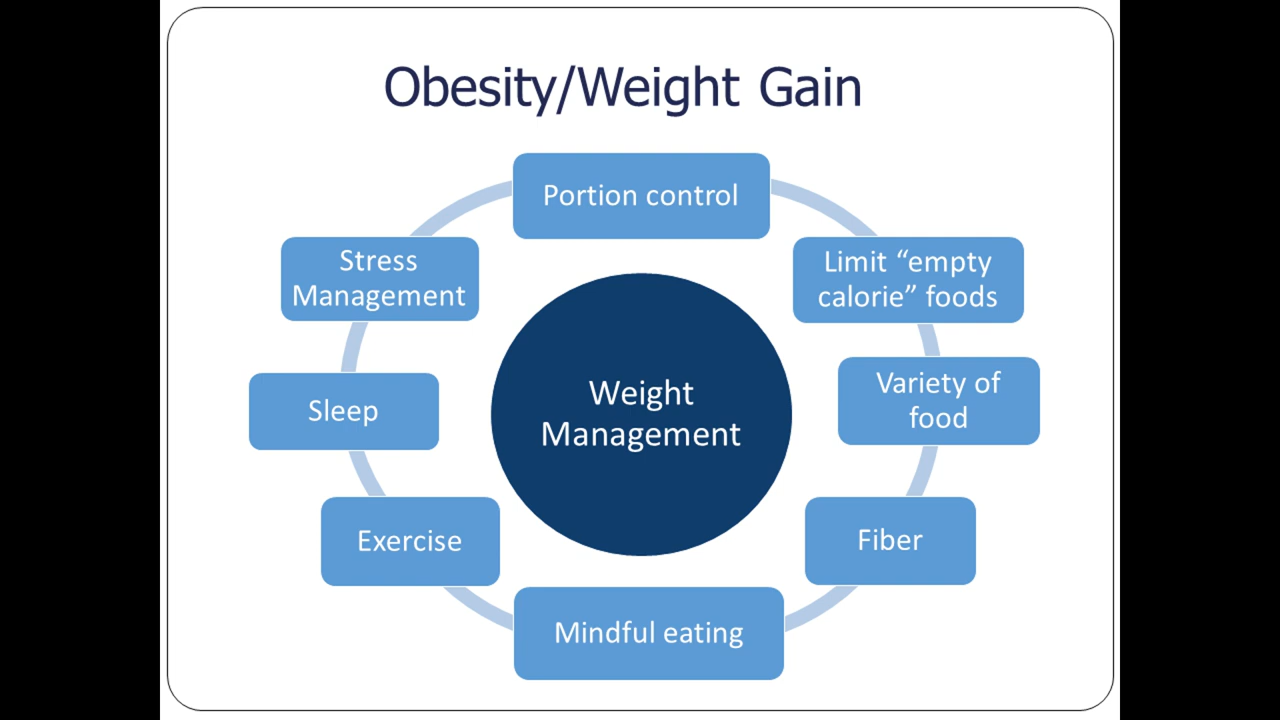 Obesity/Weight Gain
Portion control
Limit “empty
calorie” foods
Variety of
food
Fiber
Mindful eating
Exercise
Sleep
Stress
Management
Weight
Management